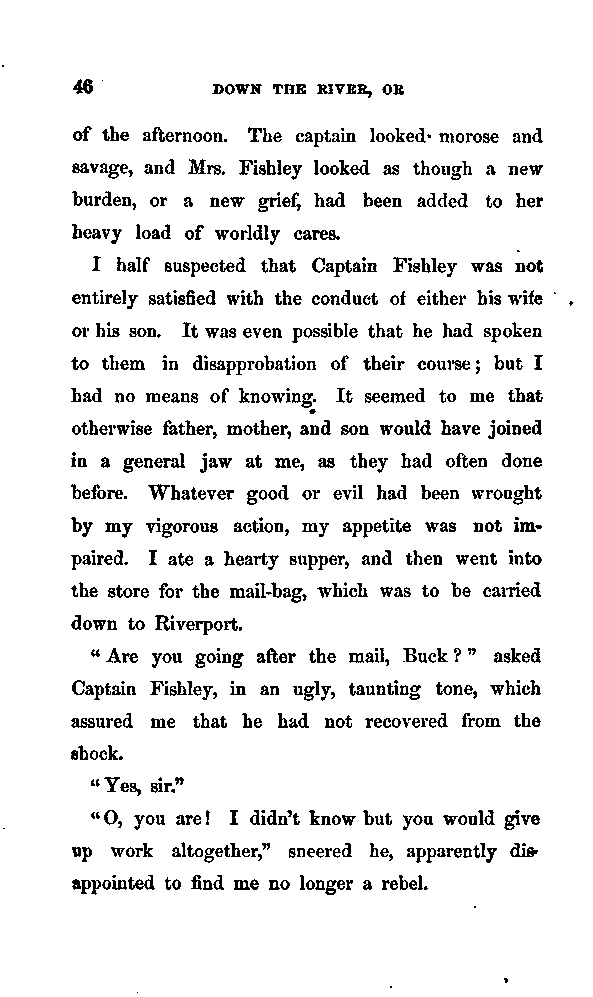 46 DOWN THE RIVER, OR
of the afternoon. The captain looked morose and
savage, and Mrs. Fishley looked as though a new
burden, or a new grief, had been added to her
heavy load of worldly cares.
I half suspected that Captain Fishley was not
entirely satisfied with the conduct of either his wife
or his son. It was even possible that he had spoken
to them in disapprobation of their course; but I
had no means of knowing. It seemed to me that
otherwise father, mother, and son would have joined
in a general jaw at me, as they had often done
before. Whatever good or evil had been wrought
by my vigorous action, my appetite was not im-
paired. I ate a hearty supper, and then went into
the store for the mail-bag, which was to be carried
down to Riverport.
"Are you going after the mail, Buck?" asked
Captain Fishley, in an ugly, taunting tone, which
assured me that he had not recovered from the
shock.
"Yes, sir."
"O, you are! I didn't know but you would give
up work altogether," sneered he, apparently dis-
appointed to find me no longer a rebel.